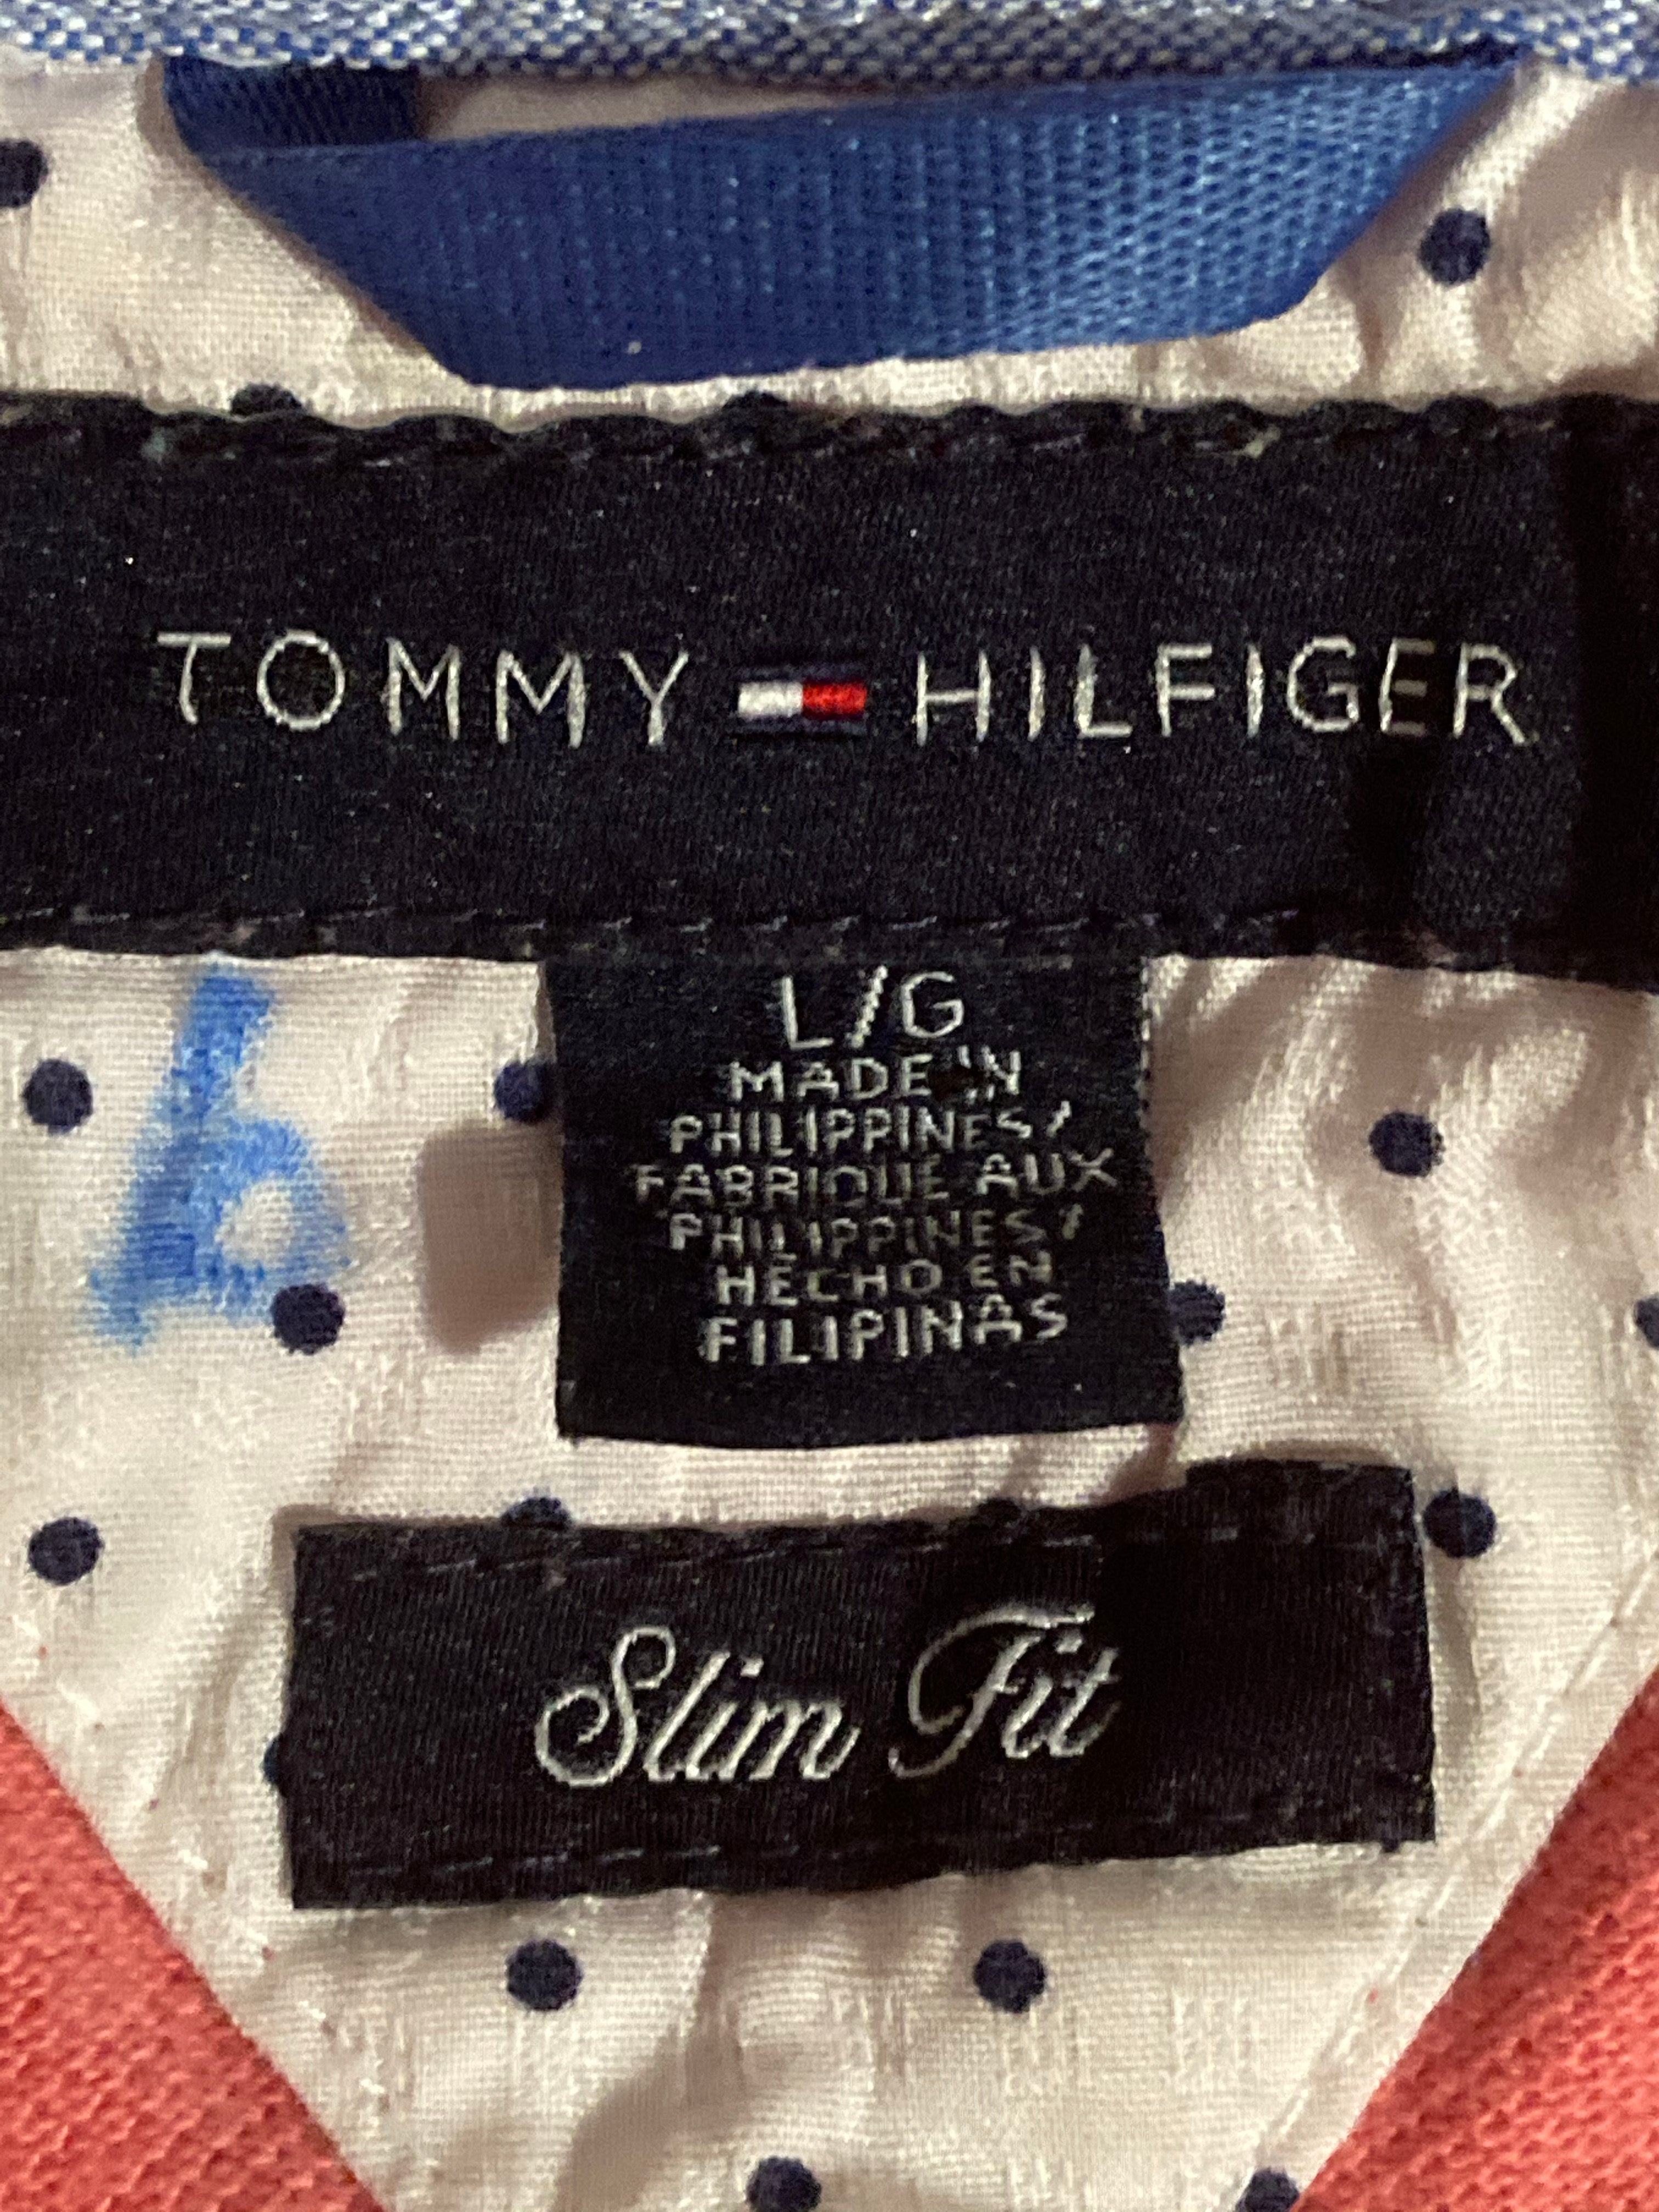 TOMMY HILFIGER
L/G
MADE IN
PHILIPPINES/
FABRIQUE AUX
PHILIPPINES/
HECHO EN
FILIPINAS
Slim Fit